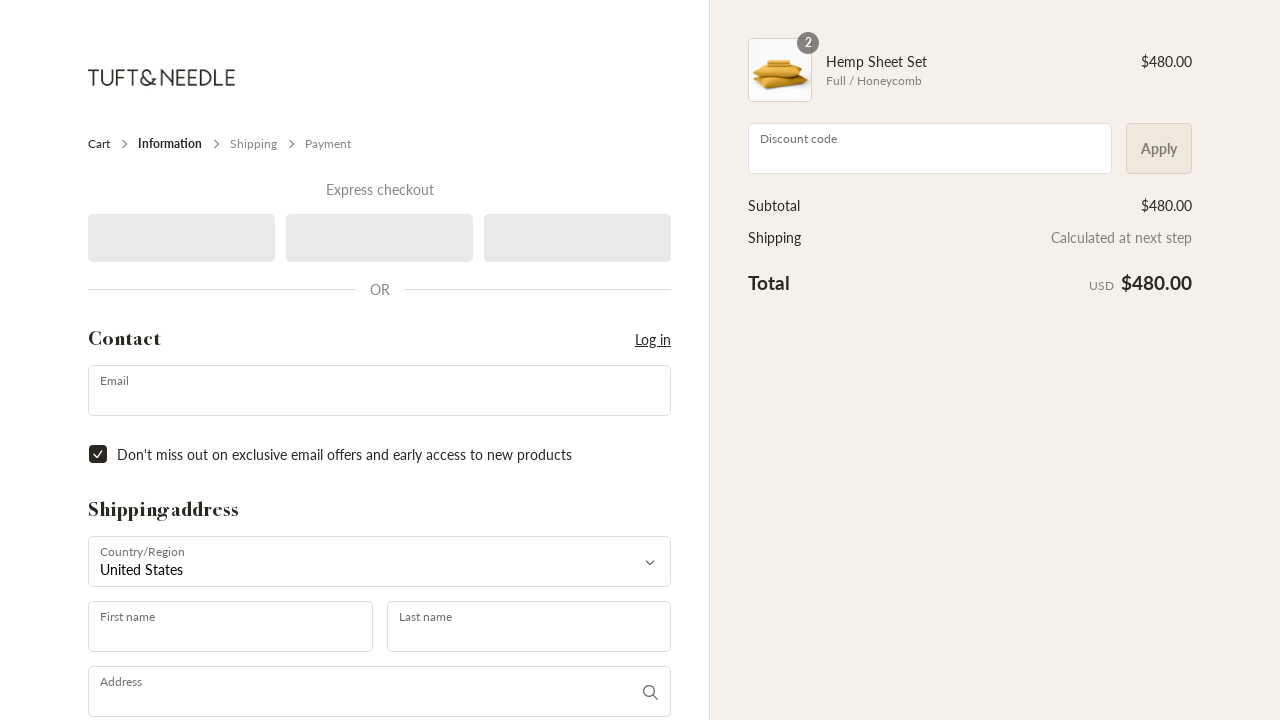 TUFT&NEEDLE
Cart > Information > Shipping > Payment
Express checkout
OR
Contact
Log in
Email
Don't miss out on exclusive email offers and early access to new products
Shipping address
Country/Region
United States
First name
Last name
Address
2
Hemp Sheet Set
$480.00
Full / Honeycomb
Discount code
Apply
Subtotal
$480.00
Shipping
Calculated at next step
Total
USD $480.00